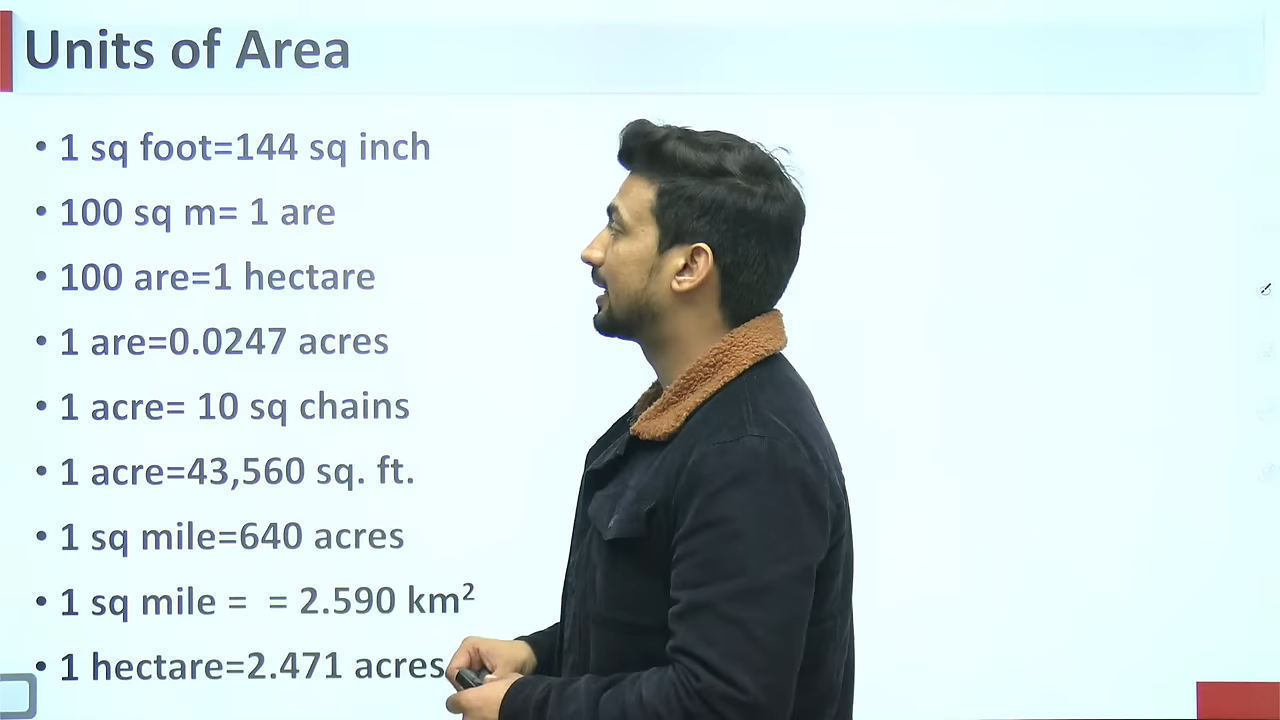 Units of Area
• 1 sq foot=144 sq inch
• 100 sq m= 1 are
• 100 are=1 hectare
• 1 are=0.0247 acres
• 1 acre= 10 sq chains
• 1 acre=43,560 sq. ft.
• 1 sq mile=640 acres
• 1 sq mile =  = 2.590 km²
• 1 hectare=2.471 acres